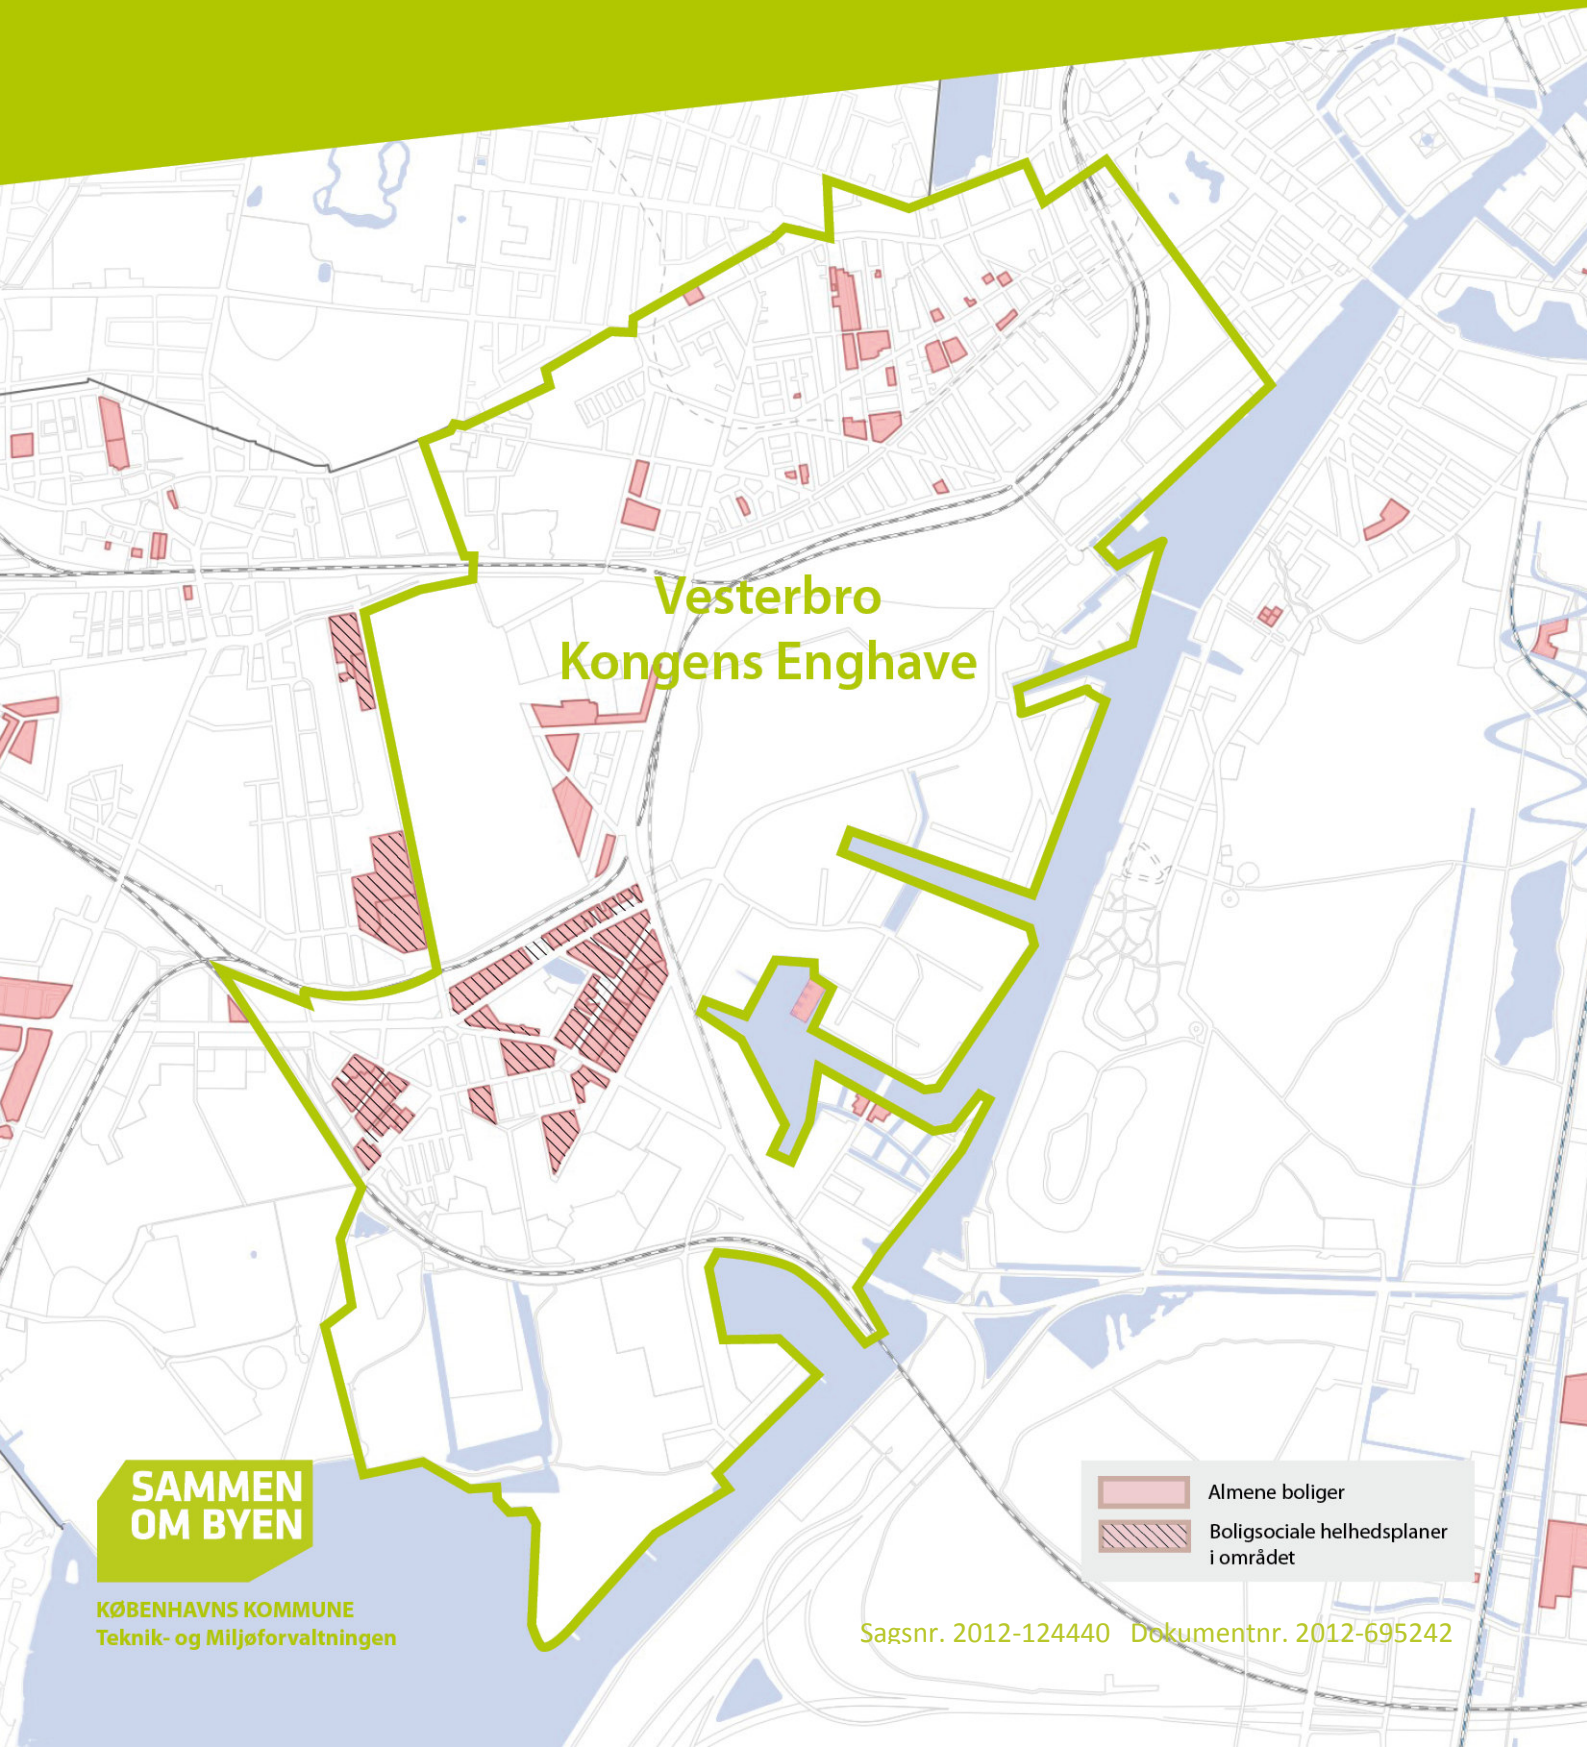 Vesterbro
Kongens Enghave
SAMMEN
OM BYEN
KØBENHAVNS KOMMUNE
Teknik- og Miljøforvaltningen
Almene boliger
Boligsociale helhedsplaner
i området
Sagsnr. 2012-124440 Dokumentnr. 2012-695242